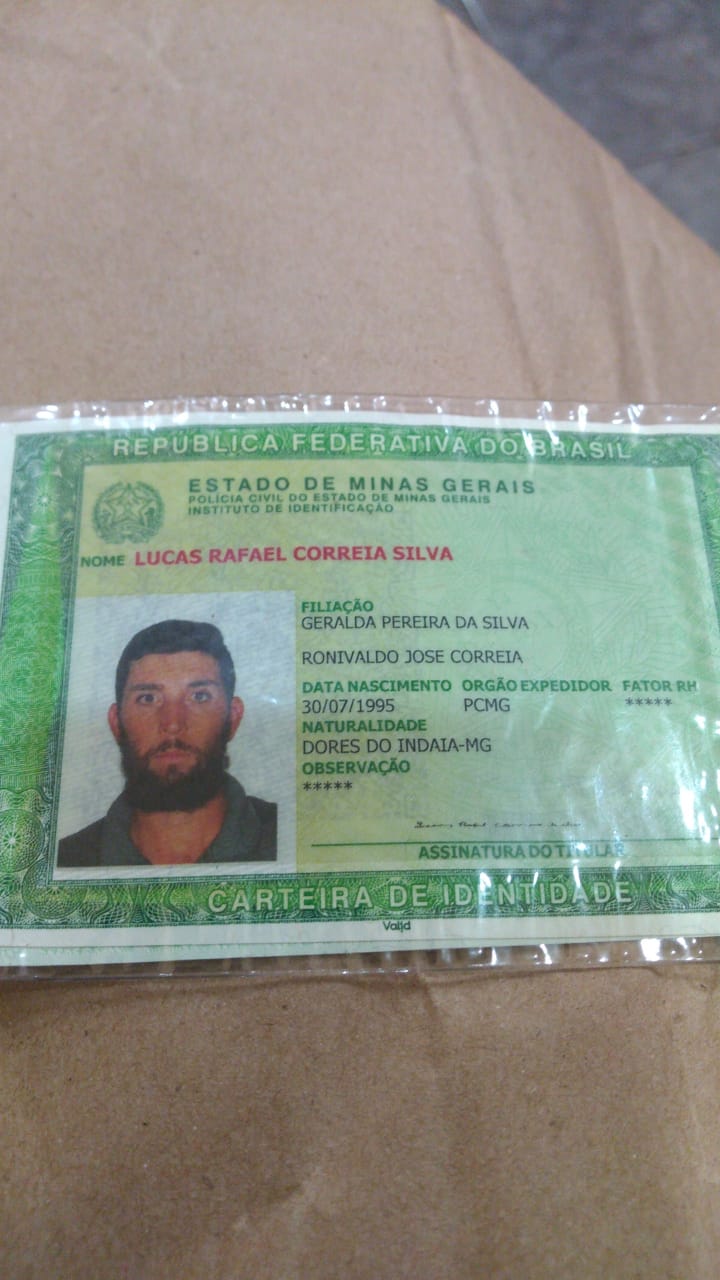 REPÚBLICA FEDERATIVA DO BRASIL
ESTADO DE MINAS GERAIS
POLÍCIA CIVIL DO ESTADO DE MINAS GERAIS
INSTITUTO DE IDENTIFICAÇÃO
NOME LUCAS RAFAEL CORREIA SILVA
FILIAÇÃO
GERALDA PEREIRA DA SILVA
RONIVALDO JOSE CORREIA
DATA NASCIMENTO ORGÃO EXPEDIDOR FATOR RH
30/07/1995 PCMG *****
NATURALIDADE
DORES DO INDAIA-MG
OBSERVAÇÃO
*****
ASSINATURA DO TITULAR
CARTEIRA DE IDENTIDADE
Valid